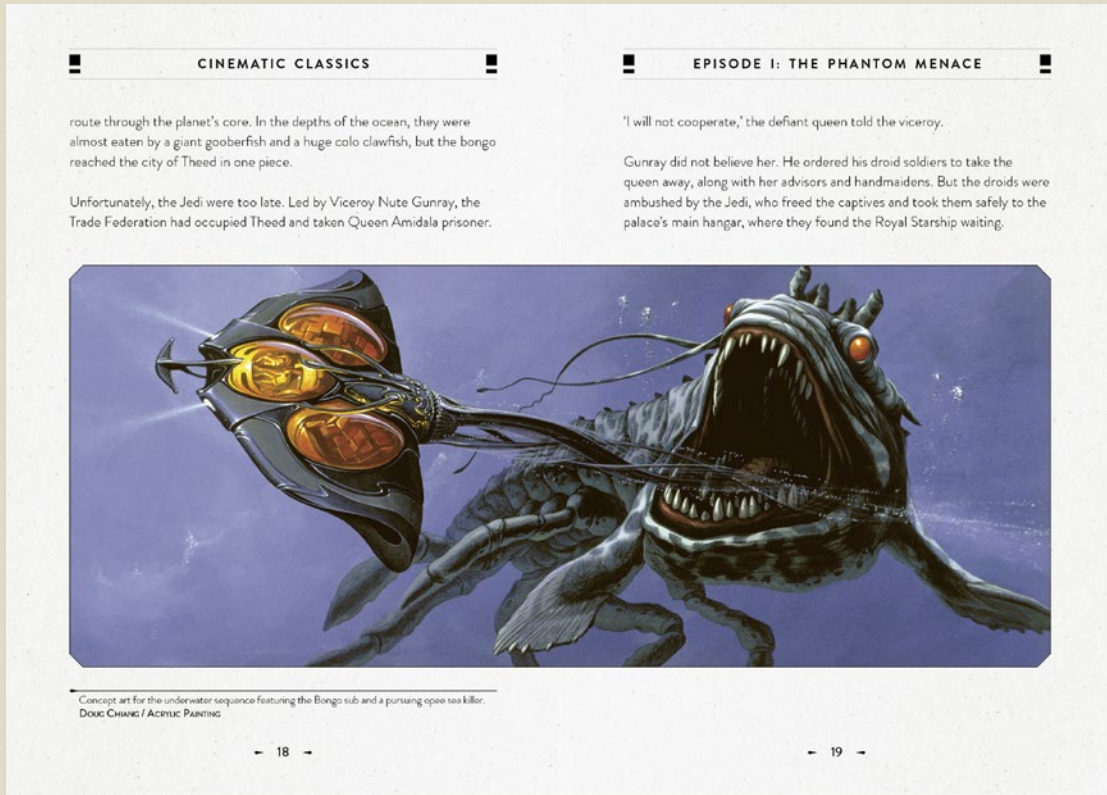 CINEMATIC CLASSICS
route through the planet's core. In the depths of the ocean, they were
almost eaten by a giant gooberfish and a huge colo clawfish, but the bongo
reached the city of Theed in one piece.
Unfortunately, the Jedi were too late. Led by Viceroy Nute Gunray, the
Trade Federation had occupied Theed and taken Queen Amidala prisoner.
Concept art for the underwater sequence featuring the Bongo sub and a pursuing opee sea killer.
DOUG CHIANG / ACRYLIC PAINTING
18
EPISODE I: THE PHANTOM MENACE
'I will not cooperate,' the defiant queen told the viceroy.
Gunray did not believe her. He ordered his droid soldiers to take the
queen away, along with her advisors and handmaidens. But the droids were
ambushed by the Jedi, who freed the captives and took them safely to the
palace's main hangar, where they found the Royal Starship waiting.
19